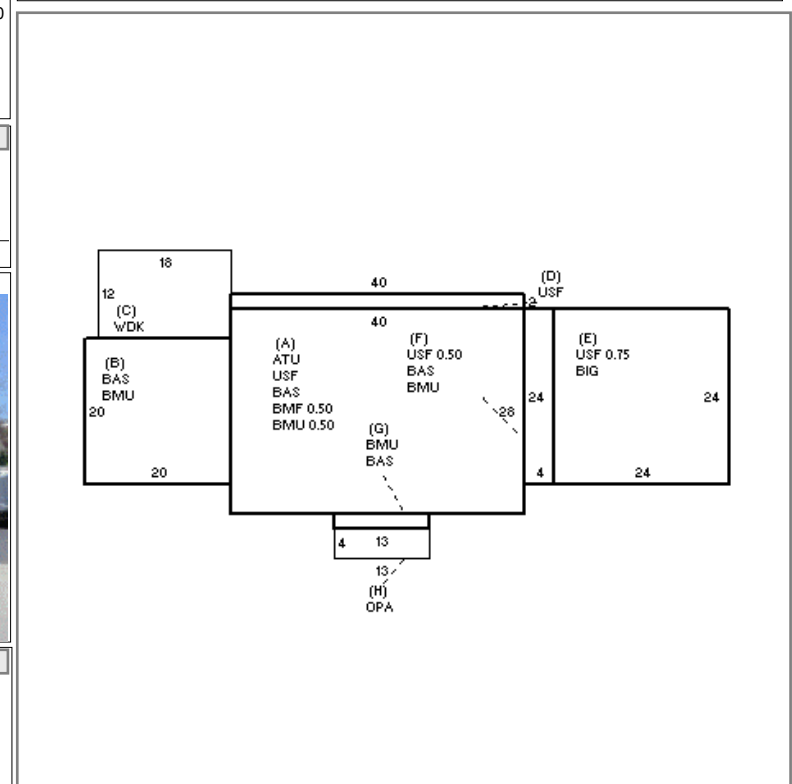 0
18
12
(C)
WDK
40
(D)
USF
2
40
(A)
ATU
USF
BAS
BMF 0.50
BMU 0.50
(F)
USF 0.50
BAS
BMU
28
(G)
BMU
BAS
(B)
BAS
BMU
20
20
24
4
(E)
USF 0.75
BIG
24
24
4
13
13
(H)
OPA